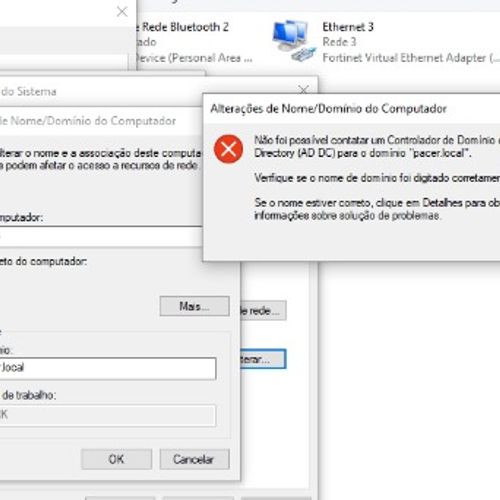 e Rede Bluetooth 2
Device (Personal Area ...
Ethernet 3
Rede 3
Fortinet Virtual Ethernet Adapter (...
do Sistema
de Nome/Domínio do Computador
alterar o nome e a associação deste computa
podem afetar o acesso a recursos de rede.
mputador:
eto do computador:
Mais...
de rede...
terar...
nio:
.local
de trabalho:
OK
Cancelar
Alterações de Nome/Domínio do Computador
Não foi possível contatar um Controlador de Domínio
Directory (AD DC) para o domínio "pacer.local".
Verifique se o nome de domínio foi digitado corretamen
Se o nome estiver correto, clique em Detalhes para ob
informações sobre solução de problemas.